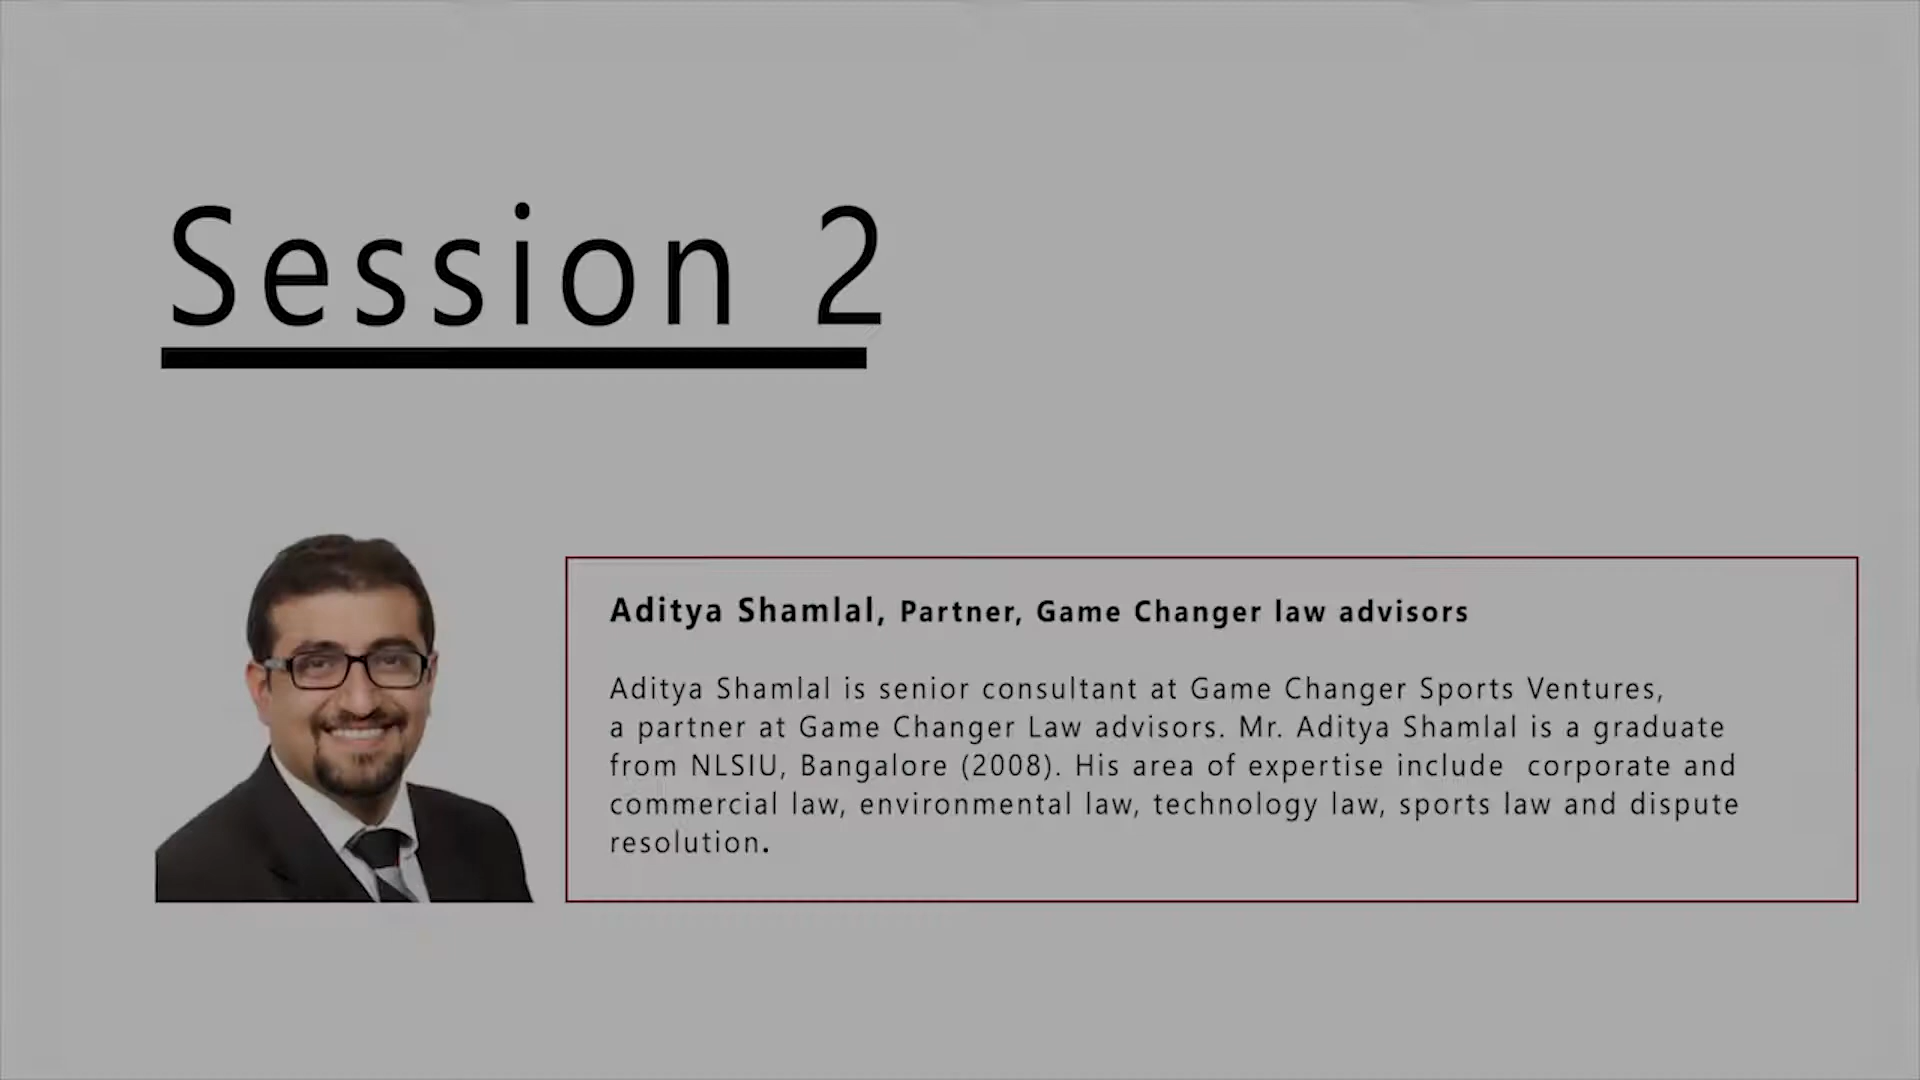 Session 2
Aditya Shamlal, Partner, Game Changer law advisors
Aditya Shamlal is senior consultant at Game Changer Sports Ventures,
a partner at Game Changer Law advisors. Mr. Aditya Shamlal is a graduate
from NLSIU, Bangalore (2008). His area of expertise include  corporate and
commercial law, environmental law, technology law, sports law and dispute
resolution.